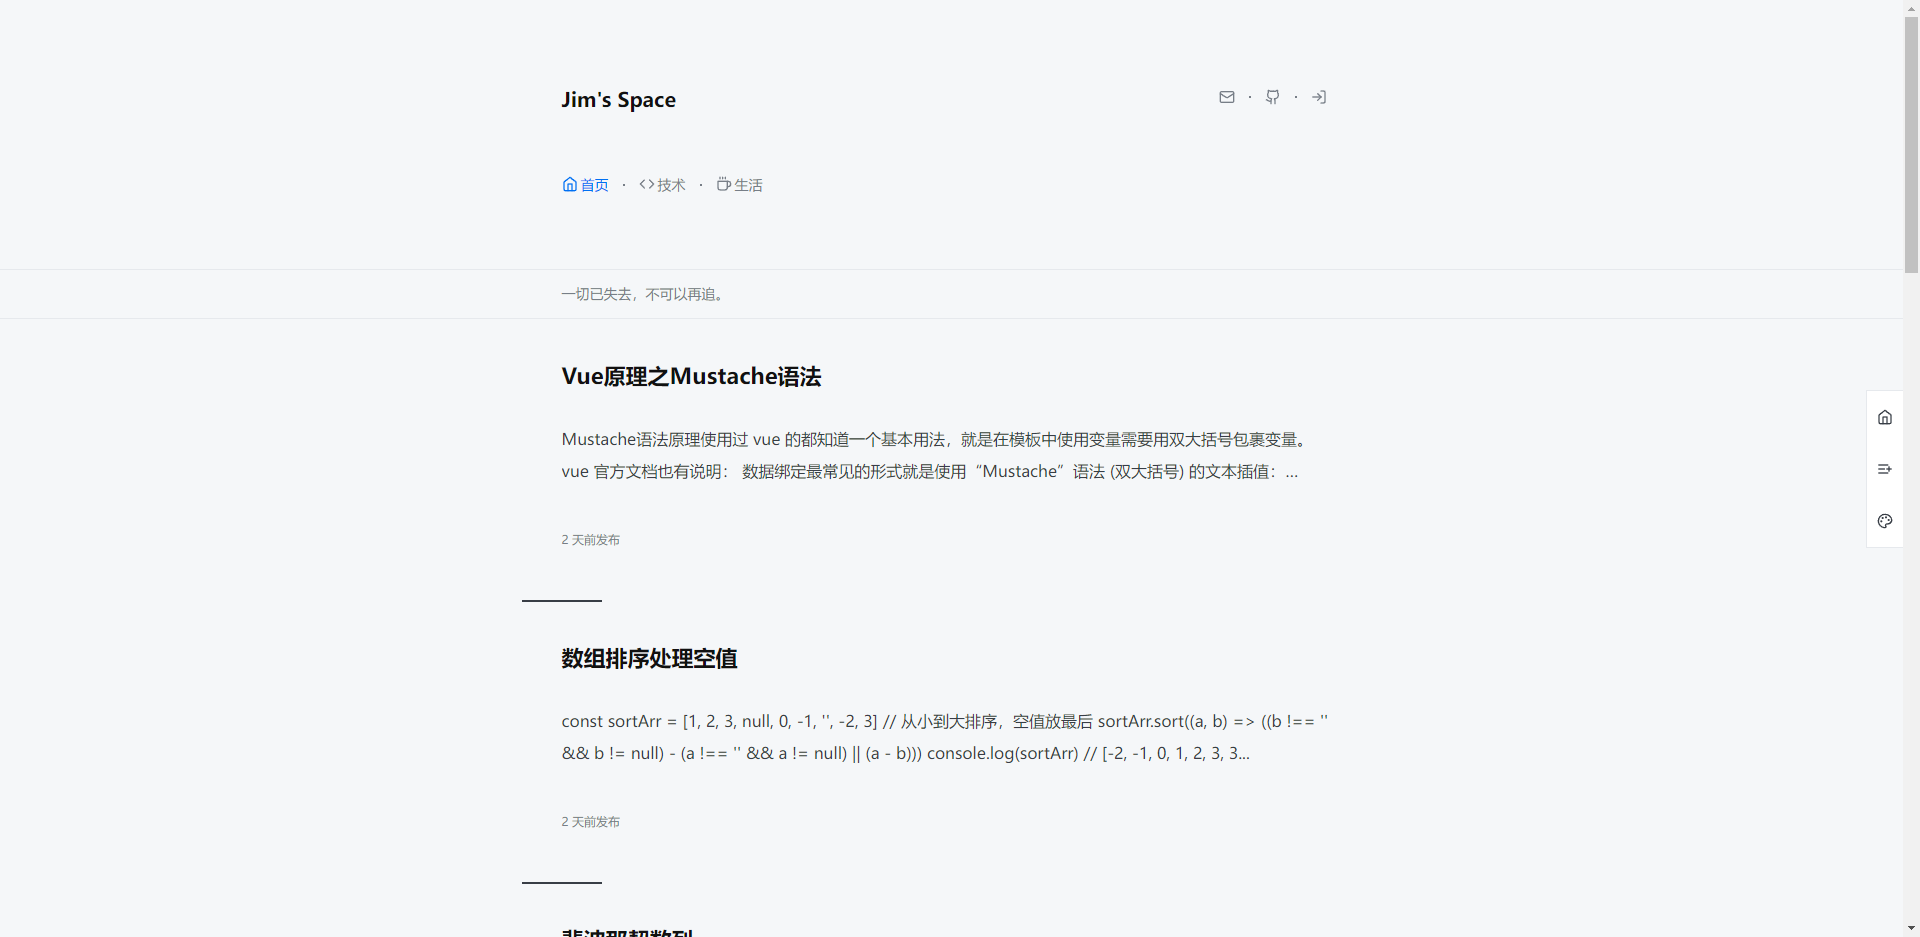 Jim's Space
首页 · 技术 · 生活
一切已失去，不可以再追。
Vue原理之Mustache语法
Mustache语法原理使用过 vue 的都知道一个基本用法，就是在模板中使用变量需要用双大括号包裹变量。
vue 官方文档也有说明： 数据绑定最常见的形式就是使用“Mustache”语法 (双大括号) 的文本插值：...
2 天前发布
数组排序处理空值
const sortArr = [1, 2, 3, null, 0, -1, '', -2, 3] // 从小到大排序，空值放最后 sortArr.sort((a, b) => ((b !== ''
&& b != null) - (a !== '' && a != null) || (a - b))) console.log(sortArr) // [-2, -1, 0, 1, 2, 3, 3...
2 天前发布
斐波那契数列